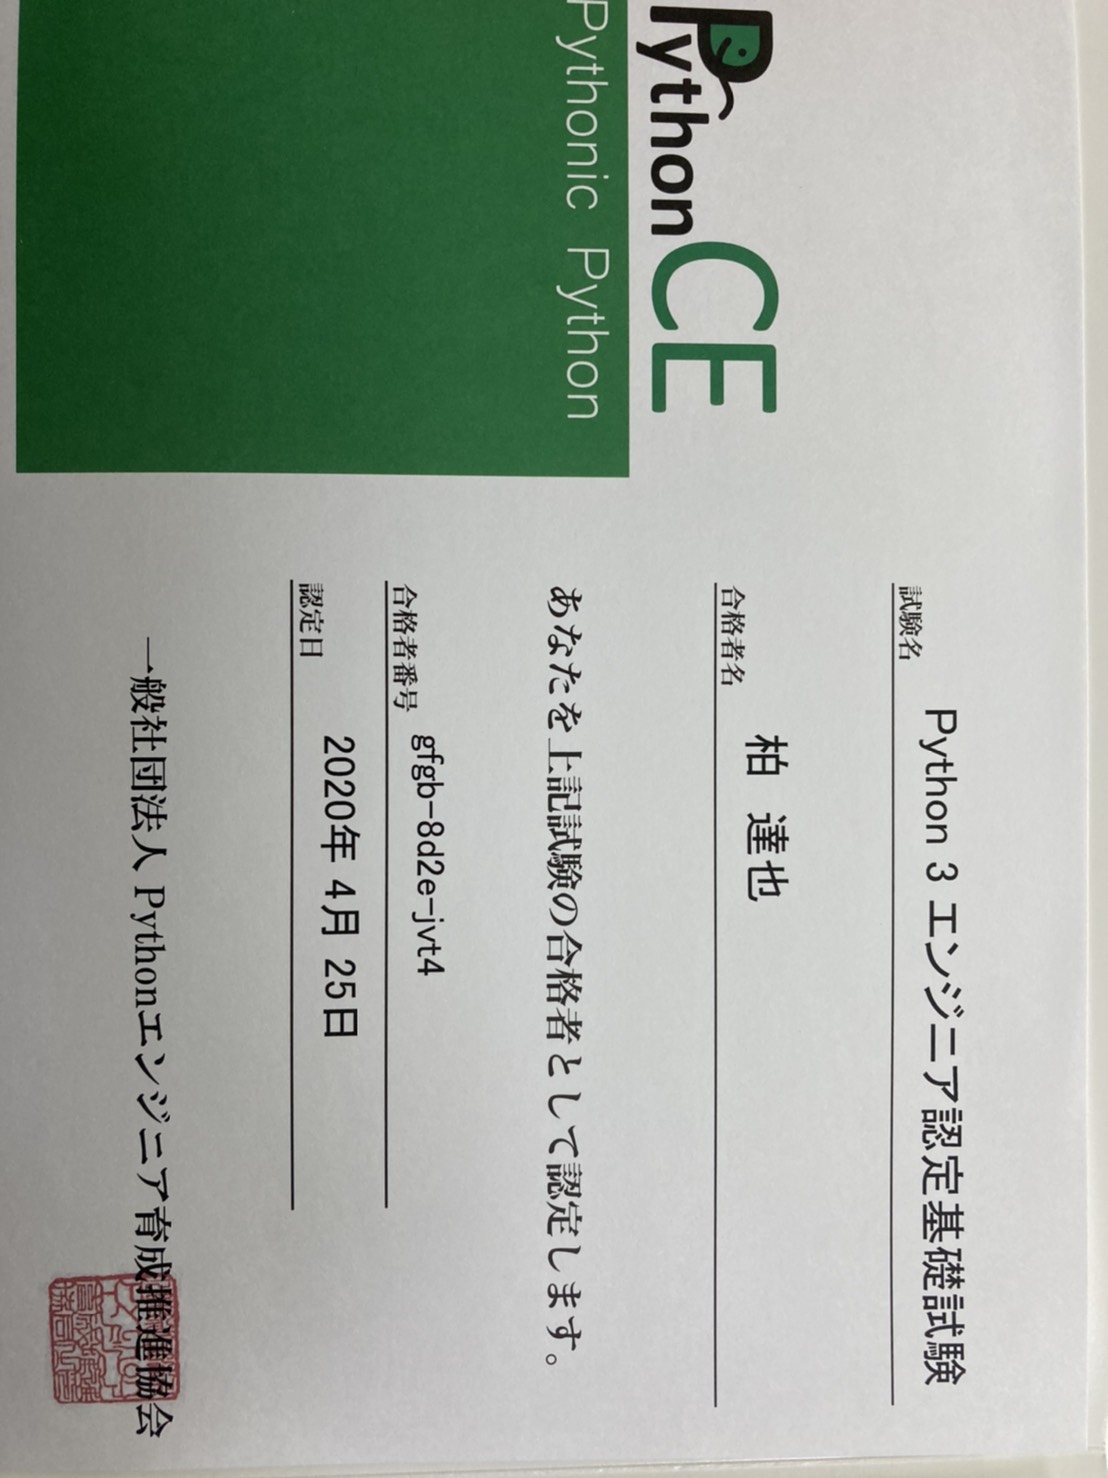 Python 3 エンジニア認定基礎試験
試験名
柏 達也
合格者名
PythonCE
Pythonic Python
あなたを上記試験の合格者として認定します。
gfgb-8d2e-jvt4
合格者番号
2020年 4月 25日
認定日
一般社団法人 Pythonエンジニア育成推進協会